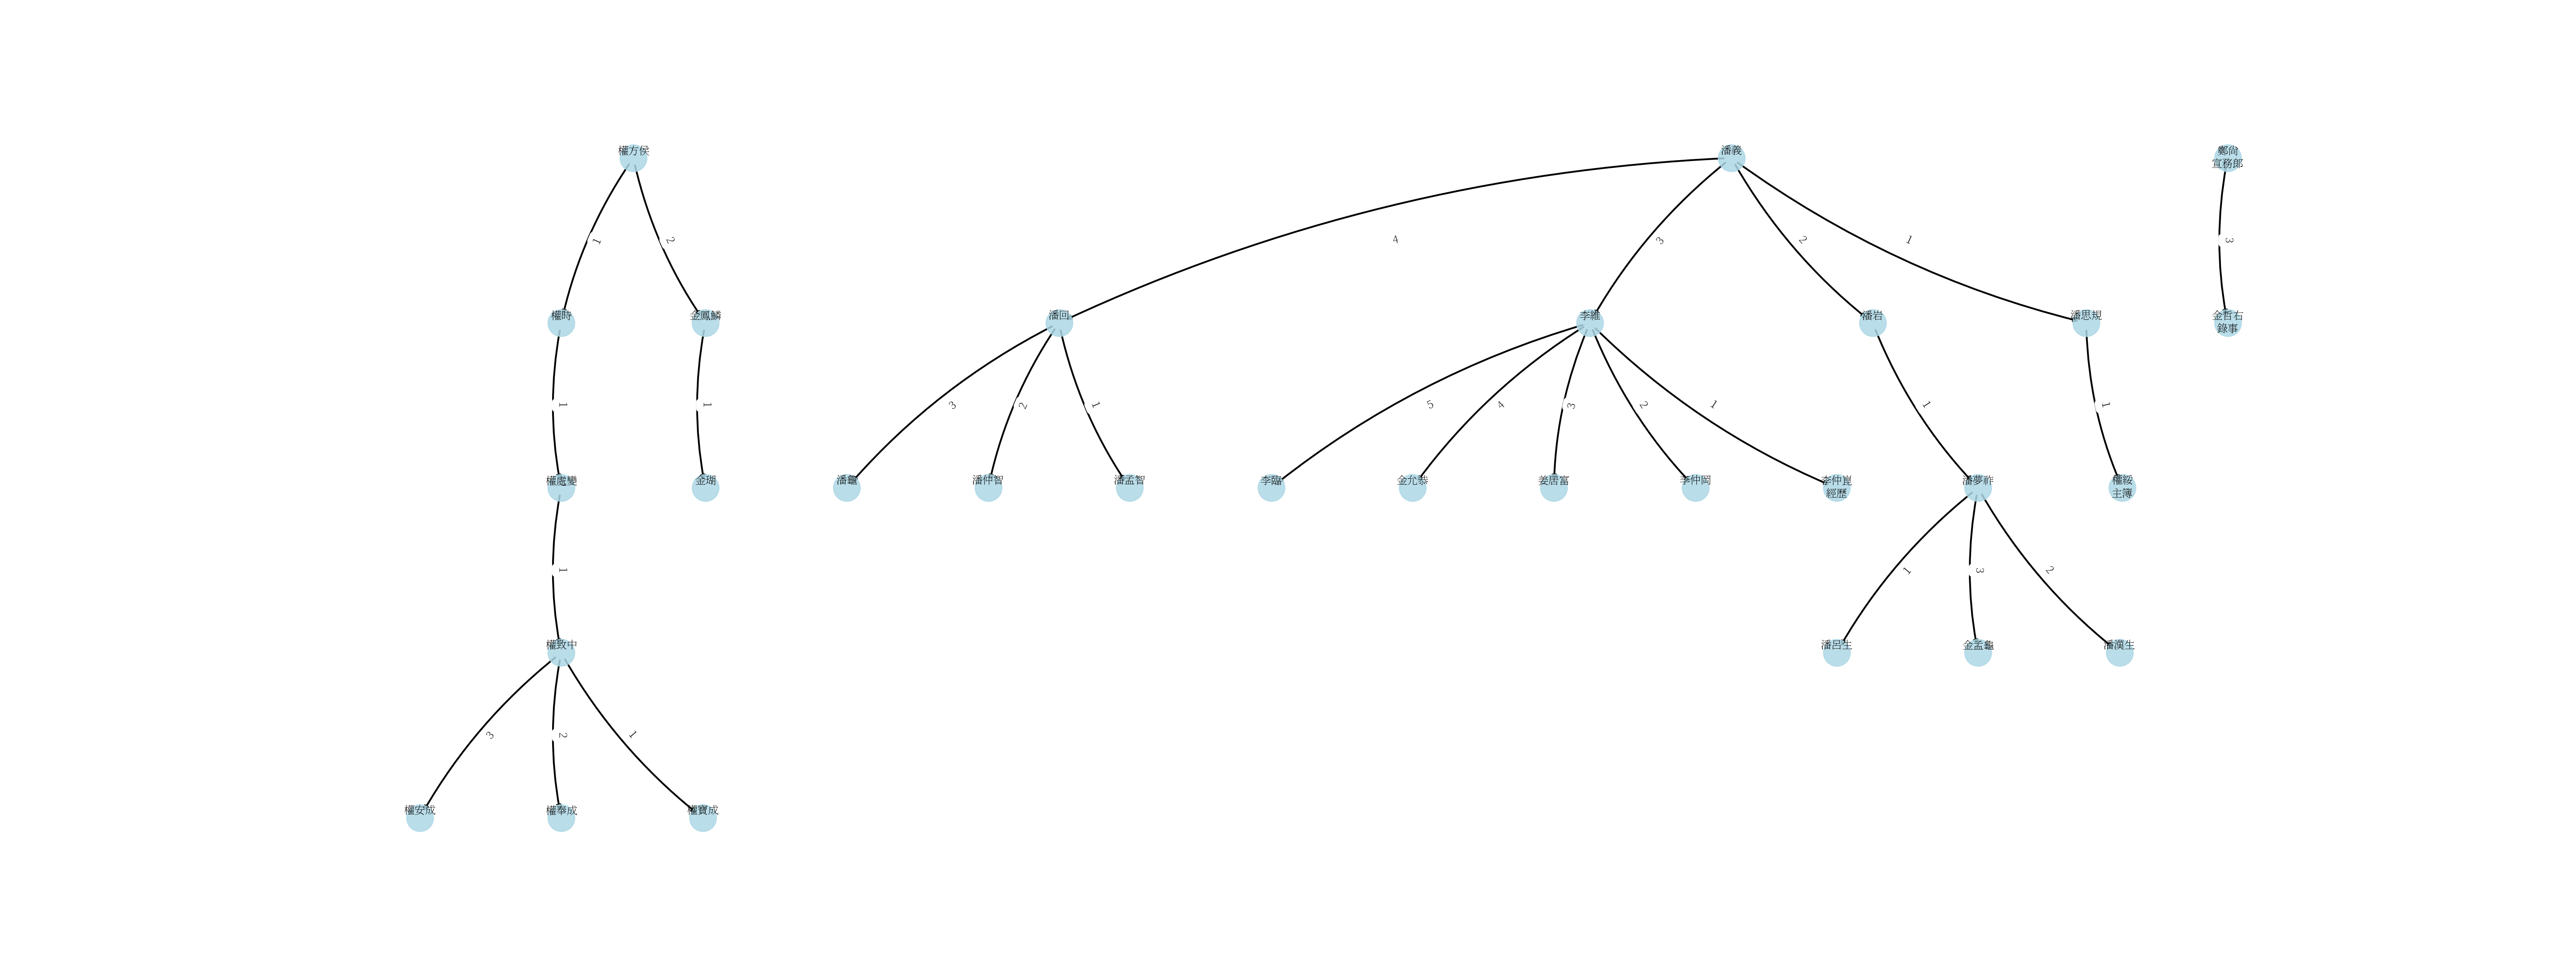 權方侯
潘義
鄭尙
宣務郎
1
2
4
3
2
1
3
權時
金鳳鱗
潘回
李維
潘岩
潘思規
金哲右
錄事
1
1
3
2
1
5
4
3
2
1
1
1
權處變
金瑚
潘龜
潘仲智
潘孟智
李臨
金允恭
姜居富
李仲岡
李仲崑
經歷
潘夢祚
權綏
主簿
1
1
3
2
權致中
潘呂生
金孟龜
潘漢生
3
2
1
權安成
權奉成
權寶成